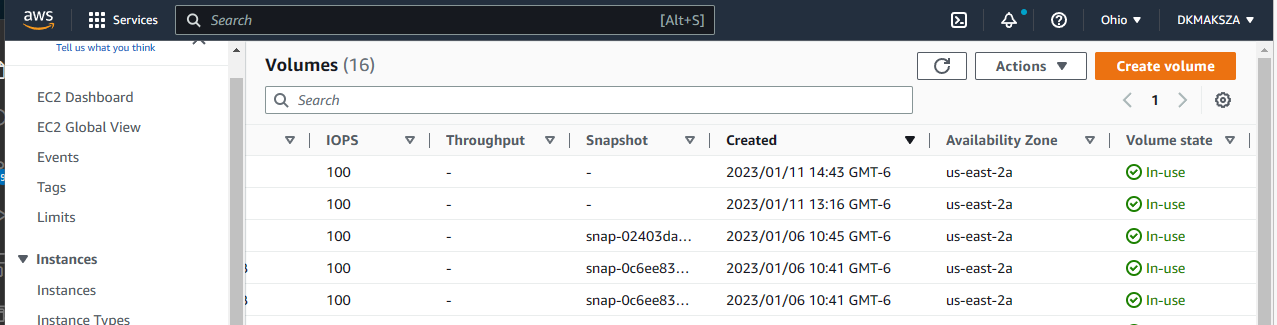 aws Services Search [Alt+S] Ohio DKMAKSZA
Tell us what you think
EC2 Dashboard
EC2 Global View
Events
Tags
Limits
Instances
Instances
Instance Types
Volumes (16) Actions Create volume
Search 1
IOPS Throughput Snapshot Created Availability Zone Volume state
100 - - 2023/01/11 14:43 GMT-6 us-east-2a In-use
100 - - 2023/01/11 13:16 GMT-6 us-east-2a In-use
100 - snap-02403da... 2023/01/06 10:45 GMT-6 us-east-2a In-use
100 - snap-0c6ee83... 2023/01/06 10:41 GMT-6 us-east-2a In-use
100 - snap-0c6ee83... 2023/01/06 10:41 GMT-6 us-east-2a In-use